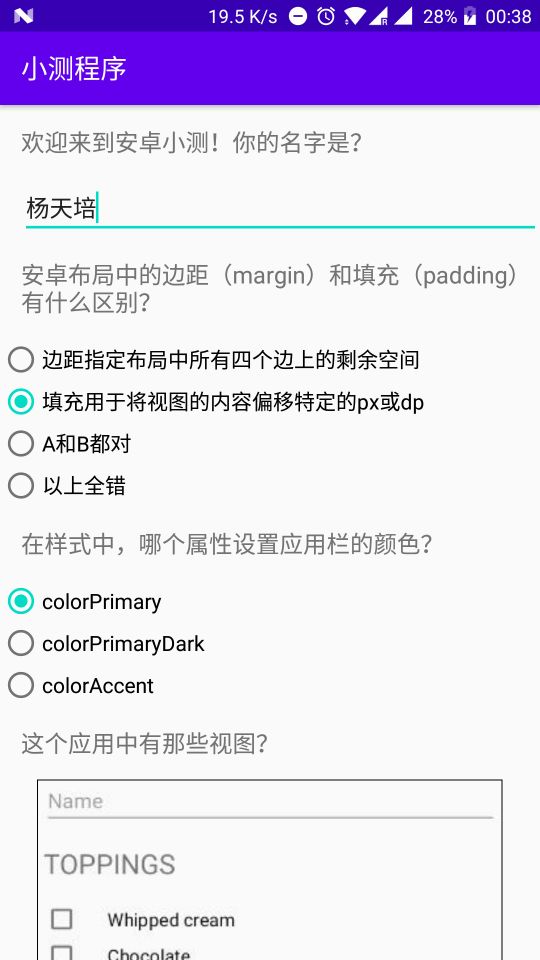 19.5 K/s R 28% 00:38
小测程序
欢迎来到安卓小测！你的名字是？
杨天培
安卓布局中的边距（margin）和填充（padding）
有什么区别？
边距指定布局中所有四个边上的剩余空间
填充用于将视图的内容偏移特定的px或dp
A和B都对
以上全错
在样式中，哪个属性设置应用栏的颜色？
colorPrimary
colorPrimaryDark
colorAccent
这个应用中有那些视图？
Name
TOPPINGS
Whipped cream
Chocolate